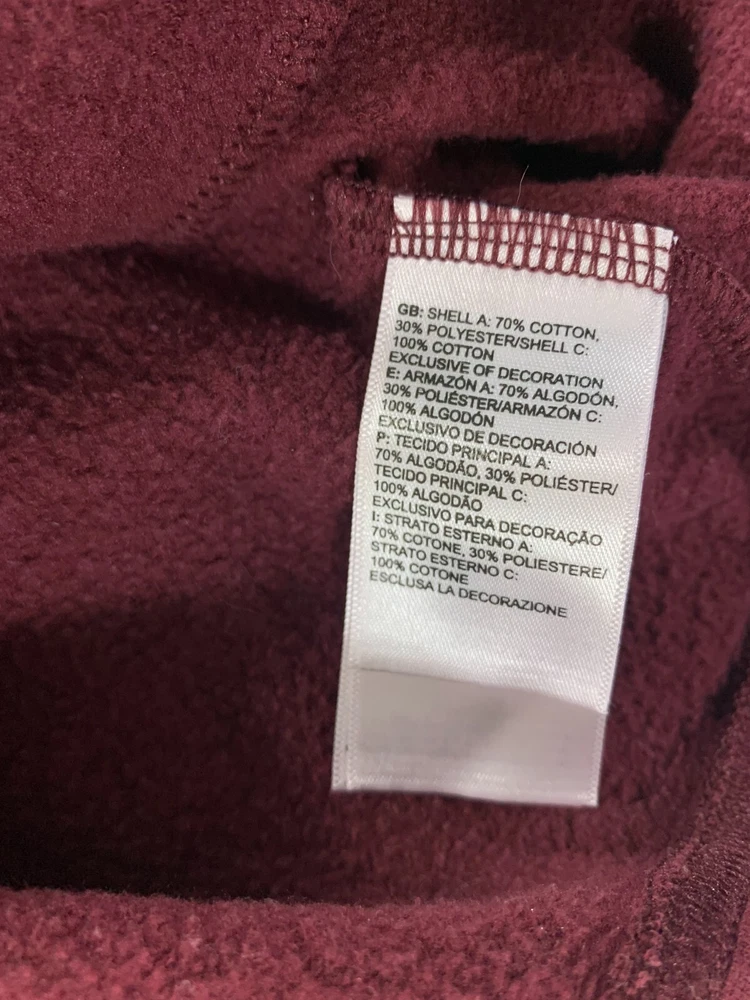 GB: SHELL A: 70% COTTON,
30% POLYESTER/SHELL C:
100% COTTON
EXCLUSIVE OF DECORATION
E: ARMAZÓN A: 70% ALGODÓN,
30% POLIÉSTER/ARMAZÓN C:
100% ALGODÓN
EXCLUSIVO DE DECORACIÓN
P: TECIDO PRINCIPAL A:
70% ALGODÃO, 30% POLIÉSTER/
TECIDO PRINCIPAL C:
100% ALGODÃO
EXCLUSIVO PARA DECORAÇÃO
I: STRATO ESTERNO A:
70% COTONE, 30% POLIESTERE/
STRATO ESTERNO C:
100% COTONE
ESCLUSA LA DECORAZIONE